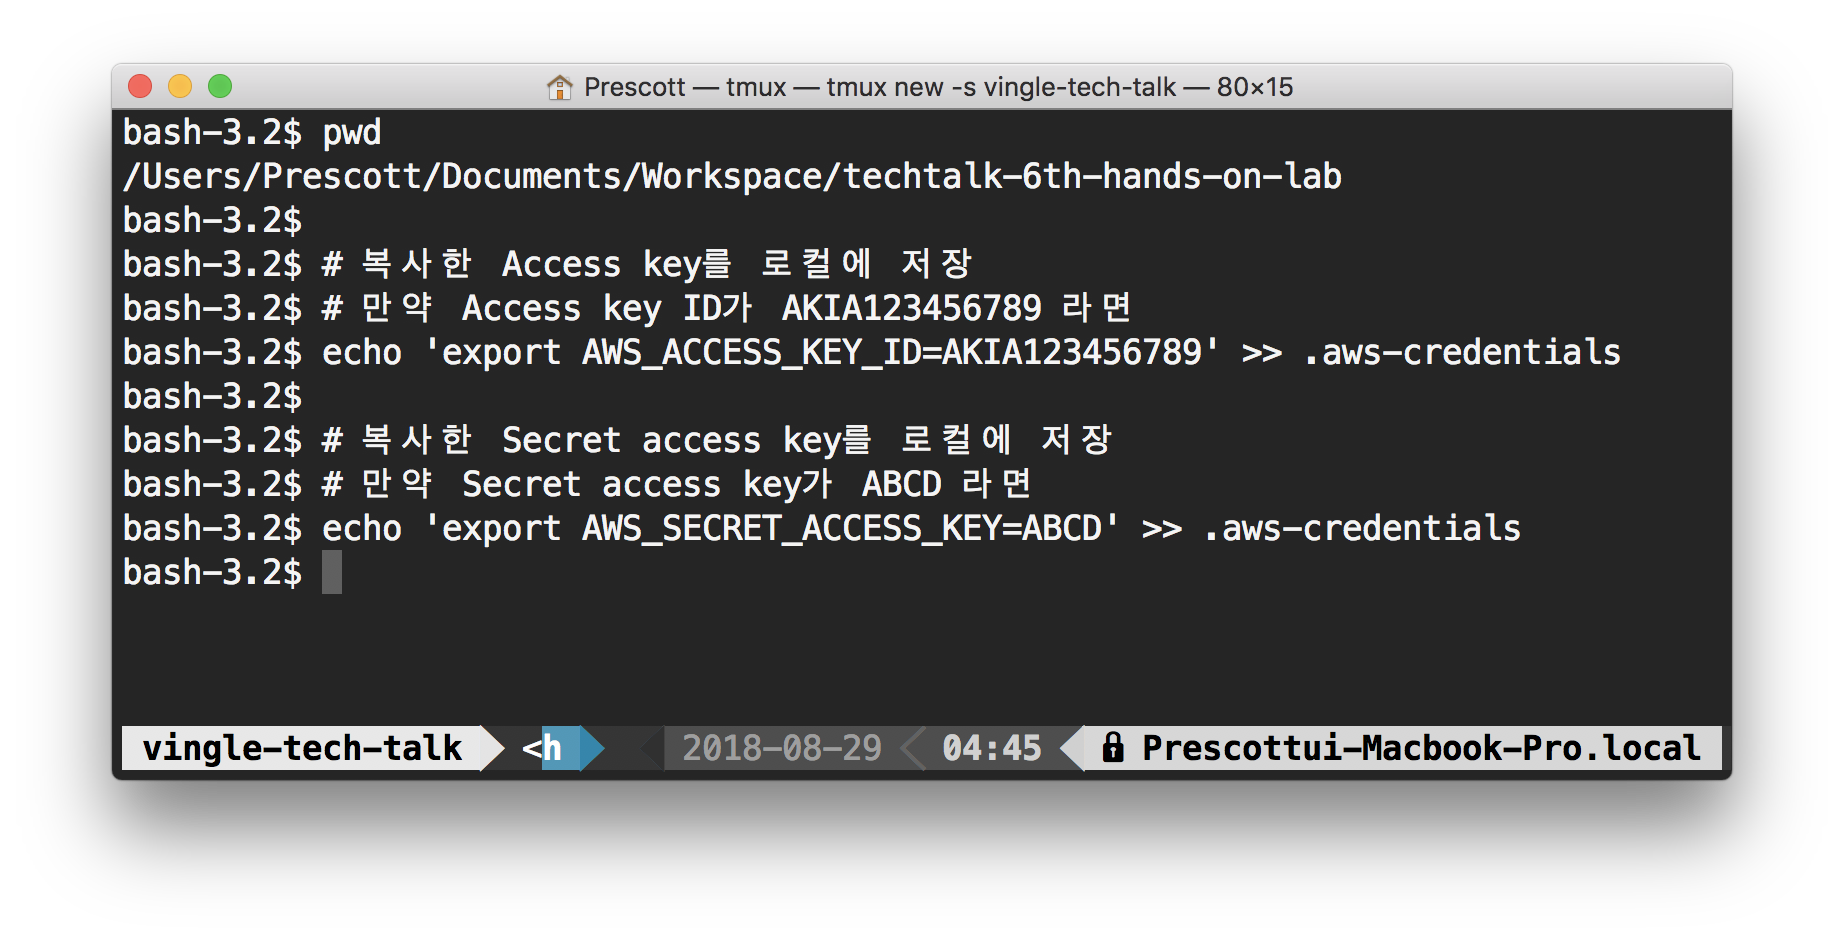 Prescott — tmux — tmux new -s vingle-tech-talk — 80×15
bash-3.2$ pwd
/Users/Prescott/Documents/Workspace/techtalk-6th-hands-on-lab
bash-3.2$
bash-3.2$ # 복사한 Access key를 로컬에 저장
bash-3.2$ # 만약 Access key ID가 AKIA123456789 라면
bash-3.2$ echo 'export AWS_ACCESS_KEY_ID=AKIA123456789' >> .aws-credentials
bash-3.2$
bash-3.2$ # 복사한 Secret access key를 로컬에 저장
bash-3.2$ # 만약 Secret access key가 ABCD 라면
bash-3.2$ echo 'export AWS_SECRET_ACCESS_KEY=ABCD' >> .aws-credentials
bash-3.2$
vingle-tech-talk <h 2018-08-29 04:45 Prescottui-Macbook-Pro.local